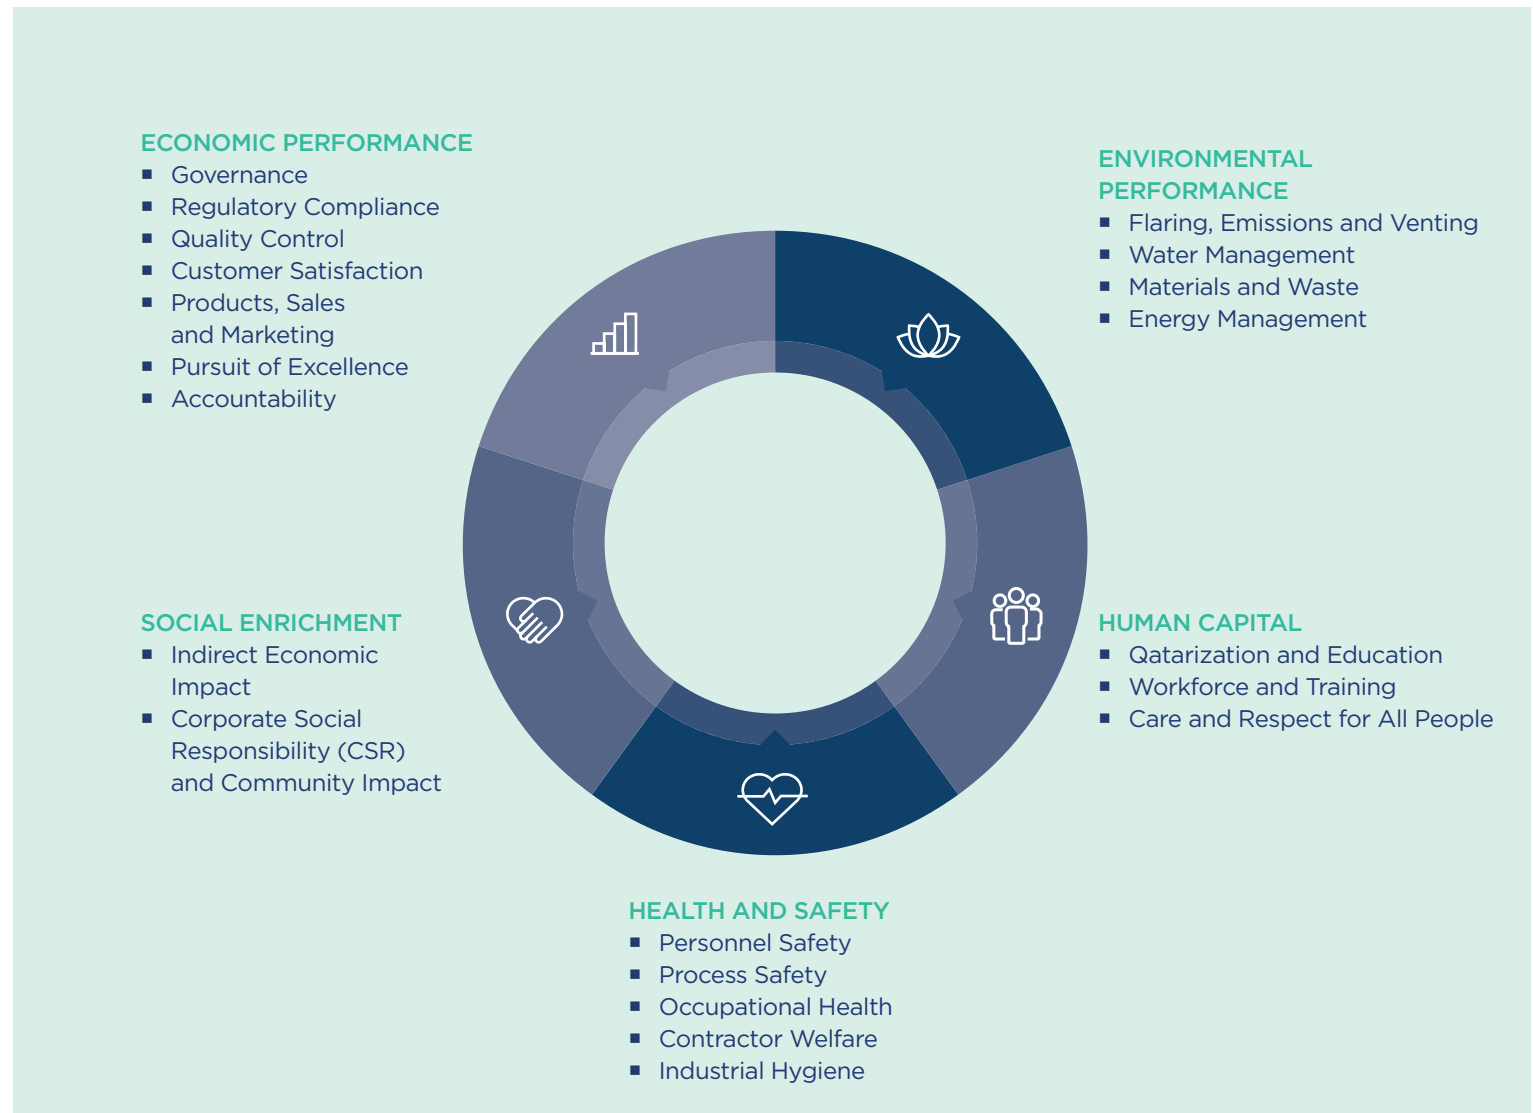 ECONOMIC PERFORMANCE
▪ Governance
▪ Regulatory Compliance
▪ Quality Control
▪ Customer Satisfaction
▪ Products, Sales
and Marketing
▪ Pursuit of Excellence
▪ Accountability
ENVIRONMENTAL
PERFORMANCE
▪ Flaring, Emissions and Venting
▪ Water Management
▪ Materials and Waste
▪ Energy Management
SOCIAL ENRICHMENT
▪ Indirect Economic
Impact
▪ Corporate Social
Responsibility (CSR)
and Community Impact
HUMAN CAPITAL
▪ Qatarization and Education
▪ Workforce and Training
▪ Care and Respect for All People
HEALTH AND SAFETY
▪ Personnel Safety
▪ Process Safety
▪ Occupational Health
▪ Contractor Welfare
▪ Industrial Hygiene